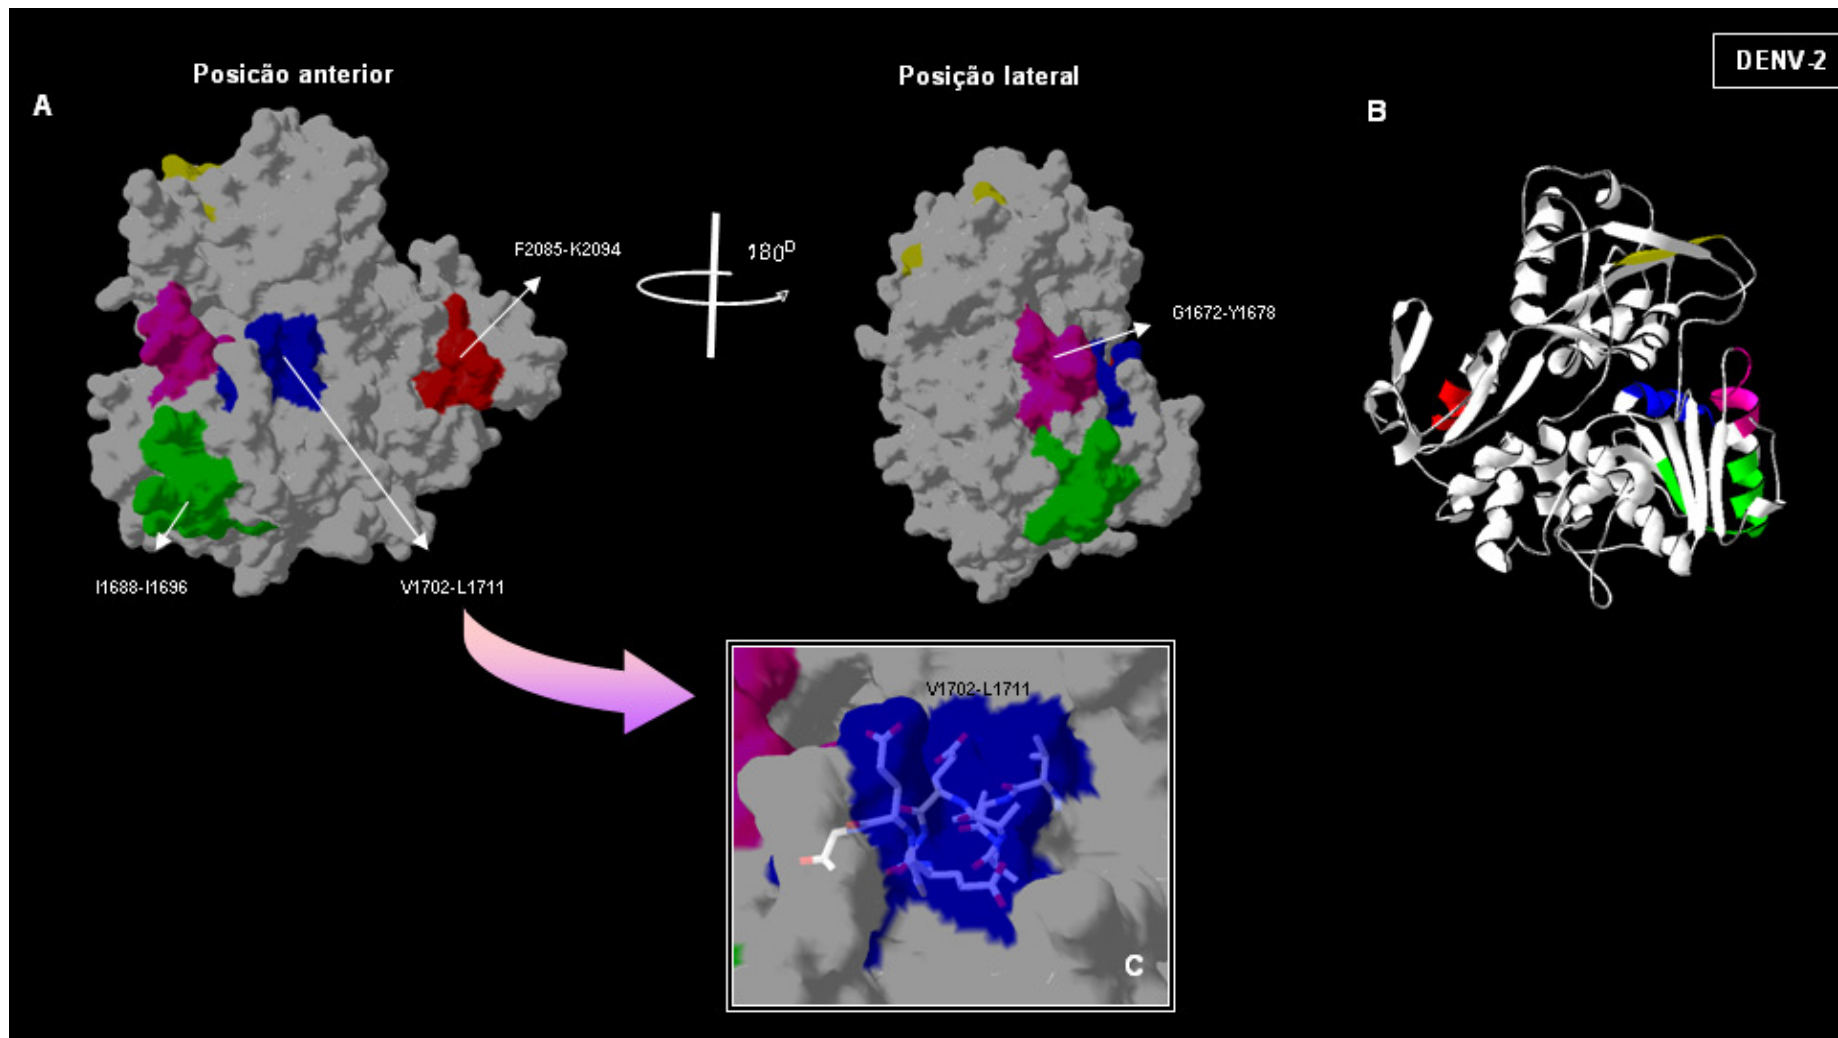 DENV-2
Posicão anterior
Posição lateral
A
B
F2085-K2094
180D
G1672-Y1678
I1688-I1696
V1702-L1711
V1702-L1711
C